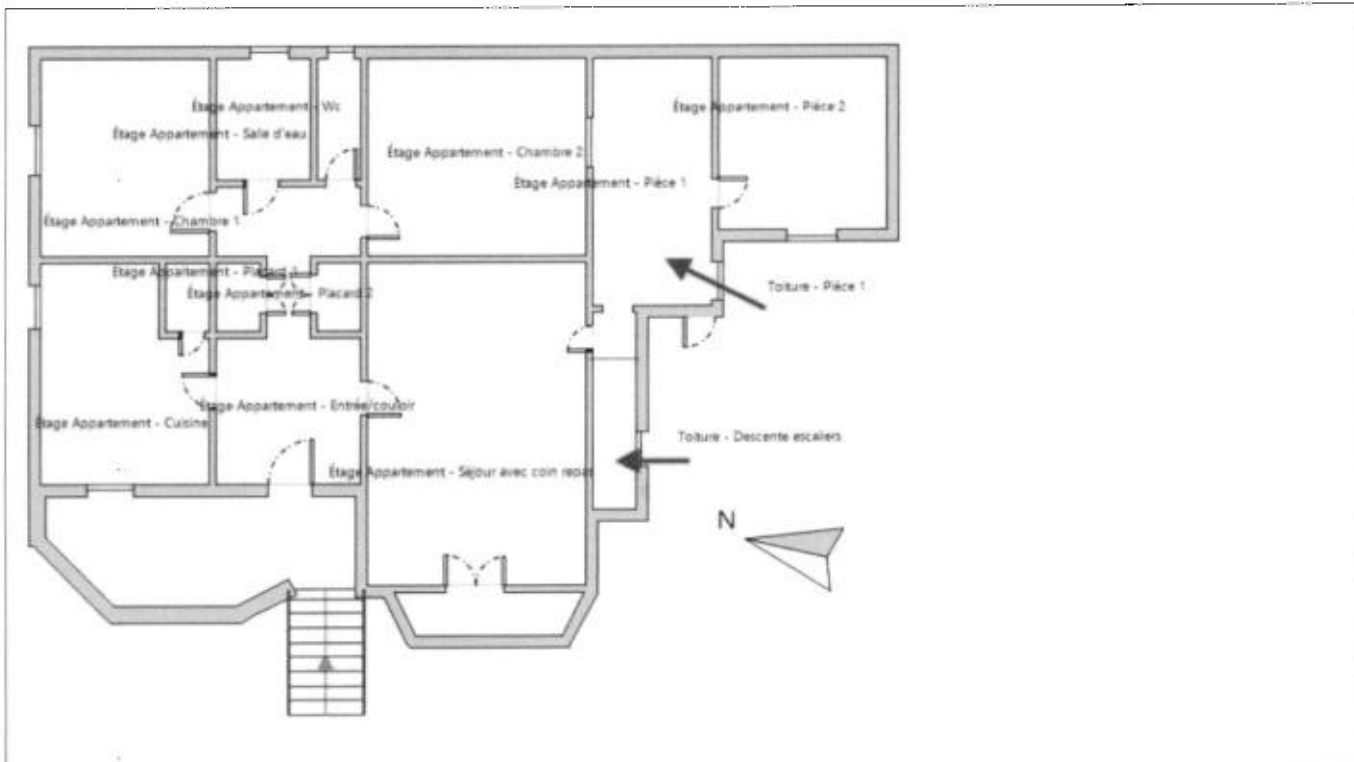 Étage Appartement - Wc
Étage Appartement - Pièce 2
Étage Appartement - Salle d'eau
Étage Appartement - Chambre 2
Étage Appartement - Pièce 1
Étage Appartement - Chambre 1
Étage Appartement - Placard 1
Toiture - Pièce 1
Étage Appartement - Placard 2
Étage Appartement - Entrée/couloir
Étage Appartement - Cuisine
Toiture - Descente escaliers
Étage Appartement - Séjour avec coin repas
N